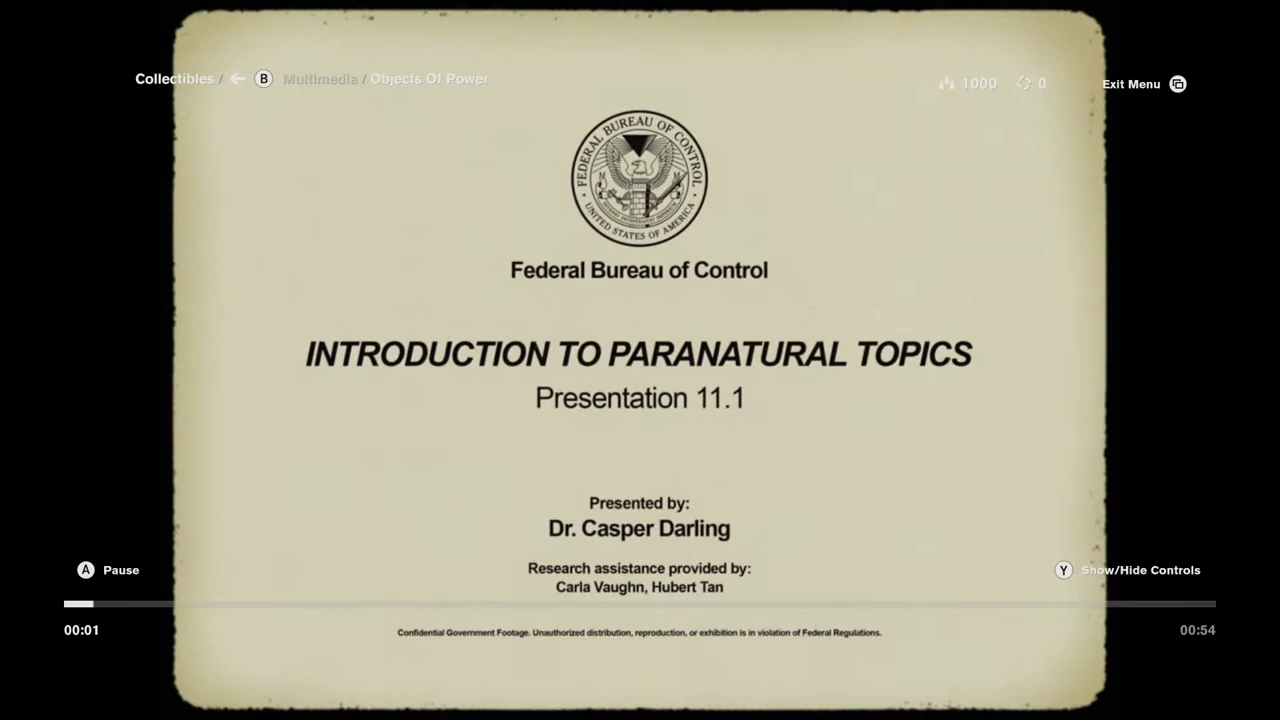 Collectibles / B Multimedia / Objects Of Power
1000 0 Exit Menu
FEDERAL BUREAU OF CONTROL
UNITED STATES OF AMERICA
Federal Bureau of Control
INTRODUCTION TO PARANATURAL TOPICS
Presentation 11.1
Presented by:
Dr. Casper Darling
Research assistance provided by:
Carla Vaughn, Hubert Tan
A Pause
Y Show/Hide Controls
00:01
00:54
Confidential Government Footage. Unauthorized distribution, reproduction, or exhibition is in violation of Federal Regulations.